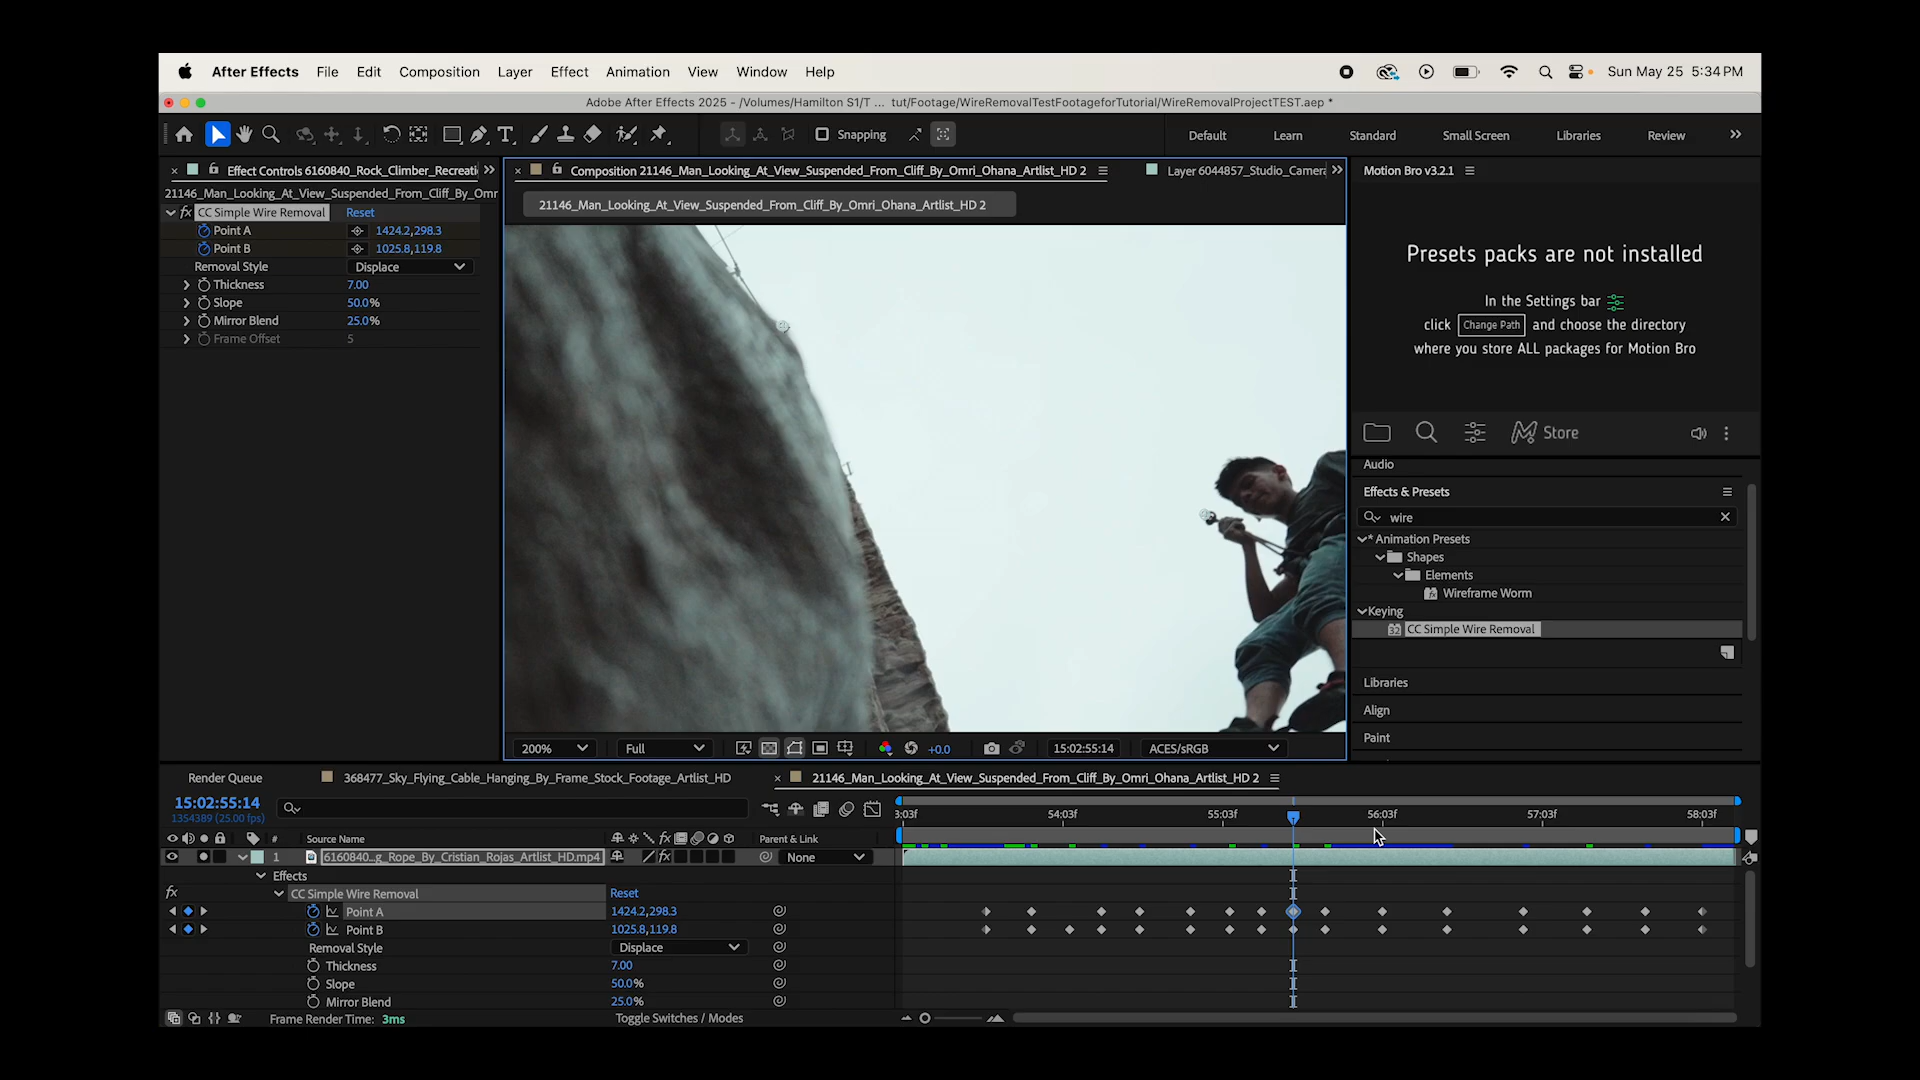 After Effects File Edit Composition Layer Effect Animation View Window Help Sun May 25 5:34 PM
Adobe After Effects 2025 - /Volumes/Hamilton S1/T ... tut/Footage/WireRemovalTestFootageforTutorial/WireRemovalProjectTEST.aep *
Snapping Default Learn Standard Small Screen Libraries Review
Effect Controls 6160840_Rock_Climber_Recreati
21146_Man_Looking_At_View_Suspended_From_Cliff_By_Omr
CC Simple Wire Removal Reset
Point A 1424.2,298.3
Point B 1025.8,119.8
Removal Style Displace
Thickness 7.00
Slope 50.0%
Mirror Blend 25.0%
Frame Offset 5
Composition 21146_Man_Looking_At_View_Suspended_From_Cliff_By_Omri_Ohana_Artlist_HD 2
Layer 6044857_Studio_Camera
21146_Man_Looking_At_View_Suspended_From_Cliff_By_Omri_Ohana_Artlist_HD 2
200% Full +0.0 15:02:55:14 ACES/sRGB
Motion Bro v3.2.1
Presets packs are not installed
In the Settings bar
click Change Path and choose the directory
where you store ALL packages for Motion Bro
Store
Audio
Effects & Presets
wire
* Animation Presets
Shapes
Elements
Wireframe Worm
Keying
32 CC Simple Wire Removal
Libraries
Align
Paint
Render Queue 368477_Sky_Flying_Cable_Hanging_By_Frame_Stock_Footage_Artlist_HD 21146_Man_Looking_At_View_Suspended_From_Cliff_By_Omri_Ohana_Artlist_HD 2
15:02:55:14
1354389 (25.00 fps)
3:03f 54:03f 55:03f 56:03f 57:03f 58:03f
# Source Name fx Parent & Link
1 [6160840...g_Rope_By_Cristian_Rojas_Artlist_HD.mp4] fx None
Effects
fx CC Simple Wire Removal Reset
Point A 1424.2,298.3
Point B 1025.8,119.8
Removal Style Displace
Thickness 7.00
Slope 50.0%
Mirror Blend 25.0%
Frame Render Time: 3ms Toggle Switches / Modes